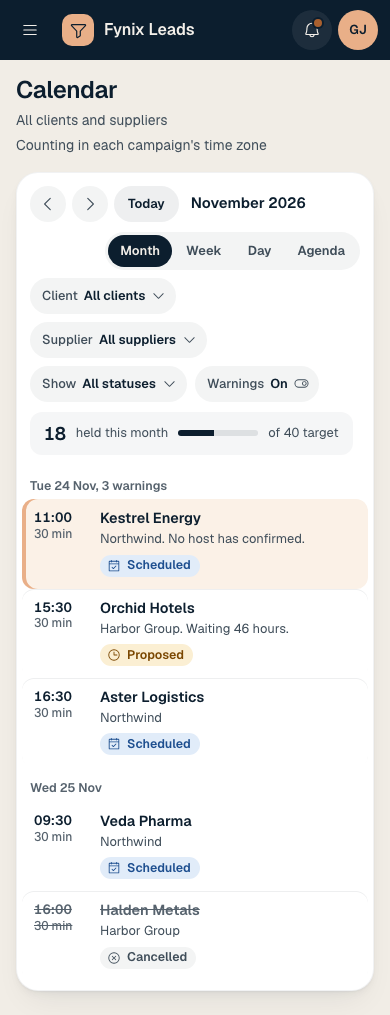 Fynix Leads
GJ
Calendar
All clients and suppliers
Counting in each campaign's time zone
Today November 2026
Month Week Day Agenda
Client All clients
Supplier All suppliers
Show All statuses Warnings On
18 held this month of 40 target
Tue 24 Nov, 3 warnings
11:00 Kestrel Energy
30 min Northwind. No host has confirmed.
Scheduled
15:30 Orchid Hotels
30 min Harbor Group. Waiting 46 hours.
Proposed
16:30 Aster Logistics
30 min Northwind
Scheduled
Wed 25 Nov
09:30 Veda Pharma
30 min Northwind
Scheduled
16:00 Halden Metals
30 min Harbor Group
Cancelled